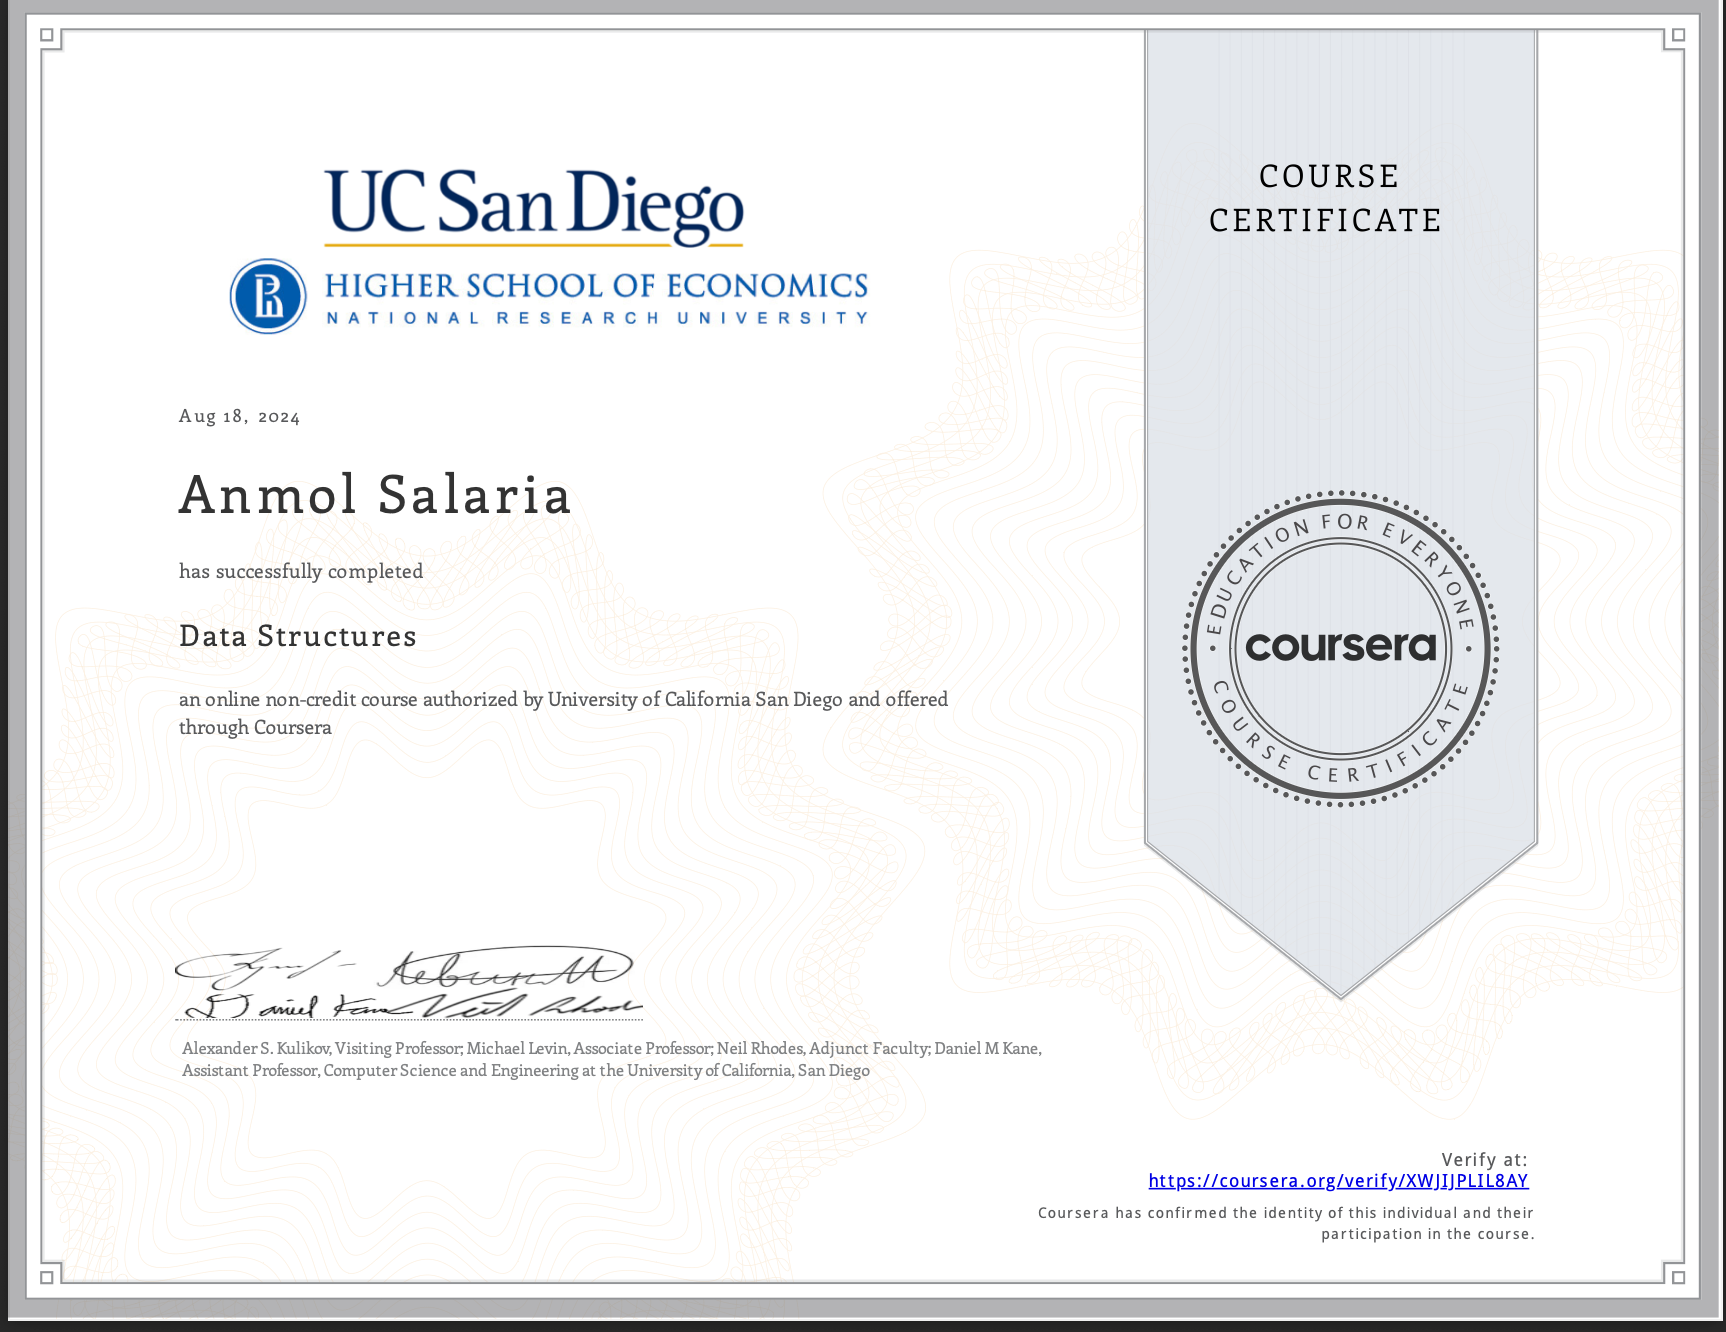 UC San Diego
HIGHER SCHOOL OF ECONOMICS
NATIONAL RESEARCH UNIVERSITY
COURSE
CERTIFICATE
Aug 18, 2024
Anmol Salaria
has successfully completed
Data Structures
an online non-credit course authorized by University of California San Diego and offered
through Coursera
EDUCATION FOR EVERYONE
coursera
COURSE CERTIFICATE
Daniel Kane Neil Rhodes
Alexander S. Kulikov, Visiting Professor; Michael Levin, Associate Professor; Neil Rhodes, Adjunct Faculty; Daniel M Kane,
Assistant Professor, Computer Science and Engineering at the University of California, San Diego
Verify at:
https://coursera.org/verify/XWJIJPLIL8AY
Coursera has confirmed the identity of this individual and their
participation in the course.